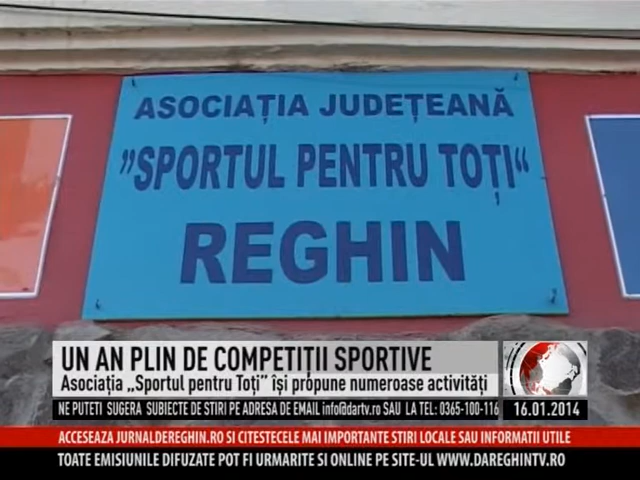 ASOCIAȚIA JUDEȚEANĂ
”SPORTUL PENTRU TOȚI“
REGHIN
UN AN PLIN DE COMPETIȚII SPORTIVE
Asociația „Sportul pentru Toți” își propune numeroase activități
NE PUTETI SUGERA SUBIECTE DE STIRI PE ADRESA DE EMAIL info@dartv.ro SAU LA TEL: 0365-100-116
16.01.2014
ACCESEAZA JURNALDEREGHIN.RO SI CITESTECELE MAI IMPORTANTE STIRI LOCALE SAU INFORMATII UTILE
TOATE EMISIUNILE DIFUZATE POT FI URMARITE SI ONLINE PE SITE-UL WWW.DAREGHINTV.RO